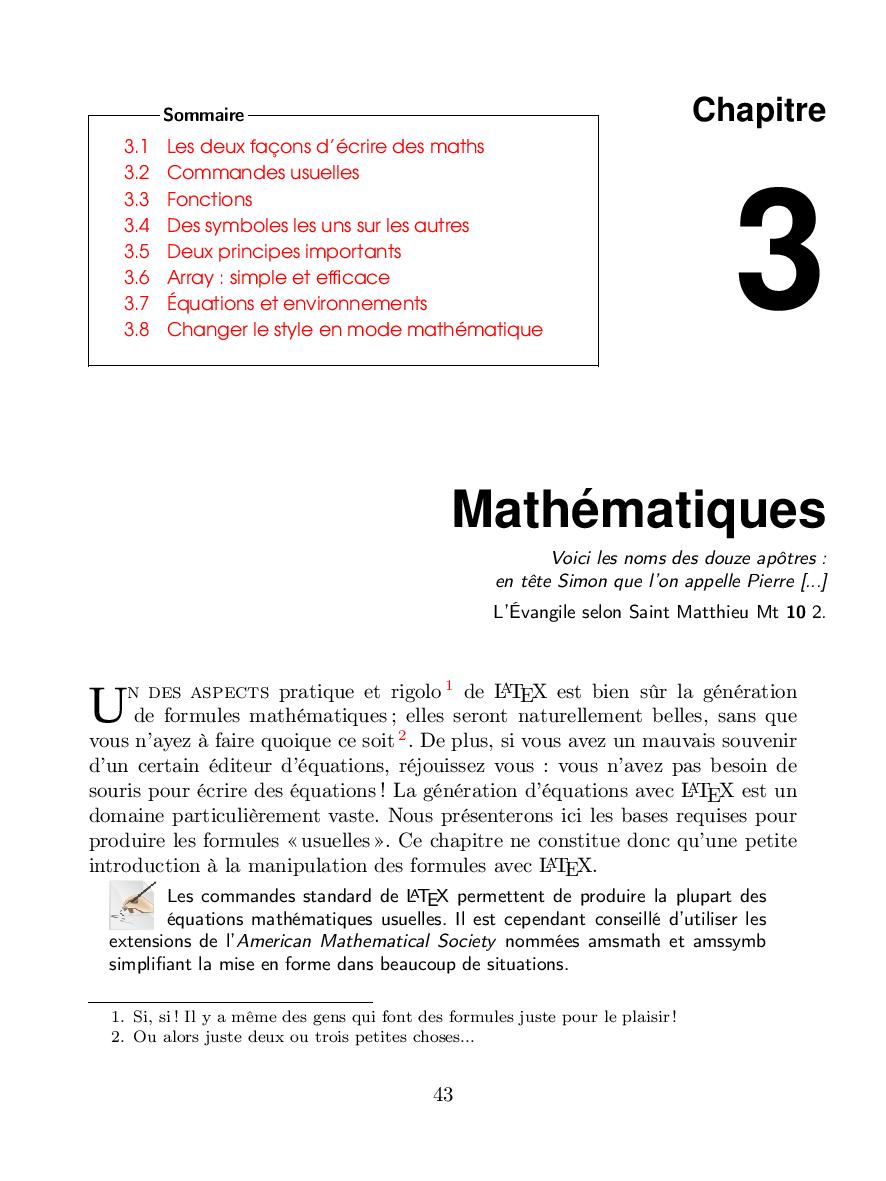 Chapitre
3
Sommaire
3.1 Les deux façons d'écrire des maths
3.2 Commandes usuelles
3.3 Fonctions
3.4 Des symboles les uns sur les autres
3.5 Deux principes importants
3.6 Array : simple et efficace
3.7 Équations et environnements
3.8 Changer le style en mode mathématique
Mathématiques
Voici les noms des douze apôtres :
en tête Simon que l'on appelle Pierre [...]
L'Évangile selon Saint Matthieu Mt 10 2.
UN DES ASPECTS pratique et rigolo 1 de LATEX est bien sûr la génération
de formules mathématiques ; elles seront naturellement belles, sans que
vous n'ayez à faire quoique ce soit 2. De plus, si vous avez un mauvais souvenir
d'un certain éditeur d'équations, réjouissez vous : vous n'avez pas besoin de
souris pour écrire des équations ! La génération d'équations avec LATEX est un
domaine particulièrement vaste. Nous présenterons ici les bases requises pour
produire les formules « usuelles ». Ce chapitre ne constitue donc qu'une petite
introduction à la manipulation des formules avec LATEX.
Les commandes standard de LATEX permettent de produire la plupart des
équations mathématiques usuelles. Il est cependant conseillé d'utiliser les
extensions de l'American Mathematical Society nommées amsmath et amssymb
simplifiant la mise en forme dans beaucoup de situations.
1. Si, si ! Il y a même des gens qui font des formules juste pour le plaisir !
2. Ou alors juste deux ou trois petites choses...
43